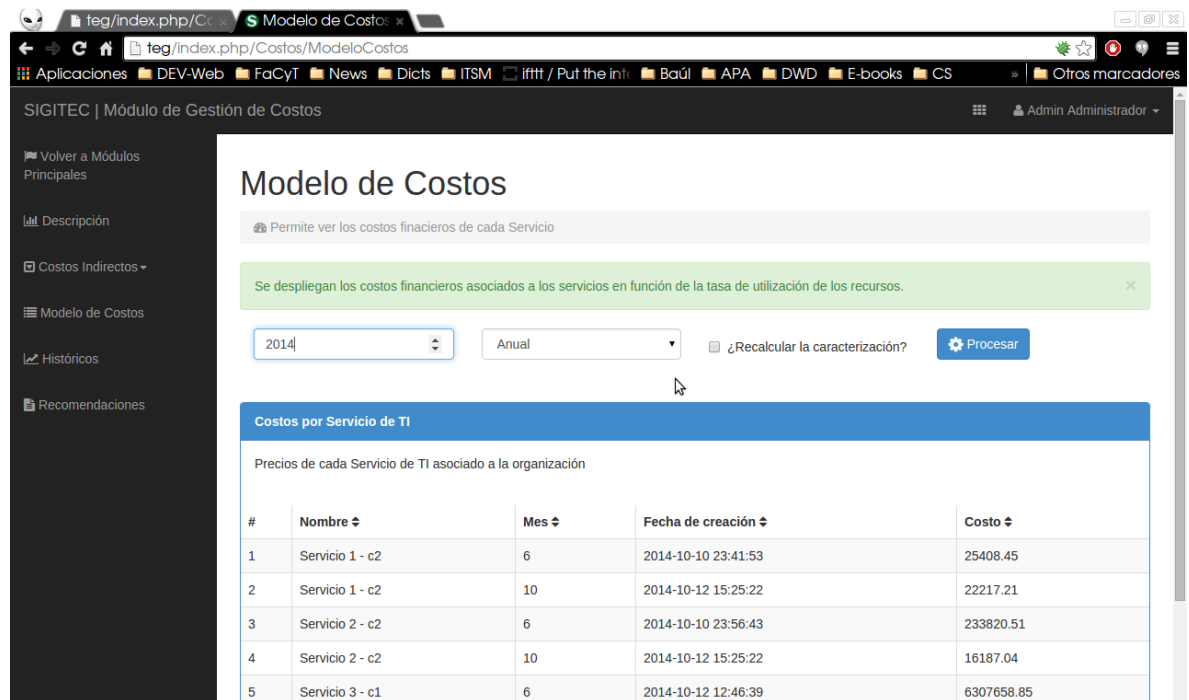 teg/index.php/Co
Modelo de Costos
teg/index.php/Costos/ModeloCostos
Aplicaciones DEV-Web FaCyT News Dicts ITSM ifttt / Put the inte Baúl APA DWD E-books CS » Otros marcadores
SIGITEC | Módulo de Gestión de Costos
Admin Administrador
Volver a Módulos
Principales
Descripción
Costos Indirectos
Modelo de Costos
Históricos
Recomendaciones
Modelo de Costos
Permite ver los costos finacieros de cada Servicio
Se despliegan los costos financieros asociados a los servicios en función de la tasa de utilización de los recursos. ×
2014 Anual ¿Recalcular la caracterización? Procesar
Costos por Servicio de TI
Precios de cada Servicio de TI asociado a la organización
# Nombre Mes Fecha de creación Costo
1 Servicio 1 - c2 6 2014-10-10 23:41:53 25408.45
2 Servicio 1 - c2 10 2014-10-12 15:25:22 22217.21
3 Servicio 2 - c2 6 2014-10-10 23:56:43 233820.51
4 Servicio 2 - c2 10 2014-10-12 15:25:22 16187.04
5 Servicio 3 - c1 6 2014-10-12 12:46:39 6307658.85